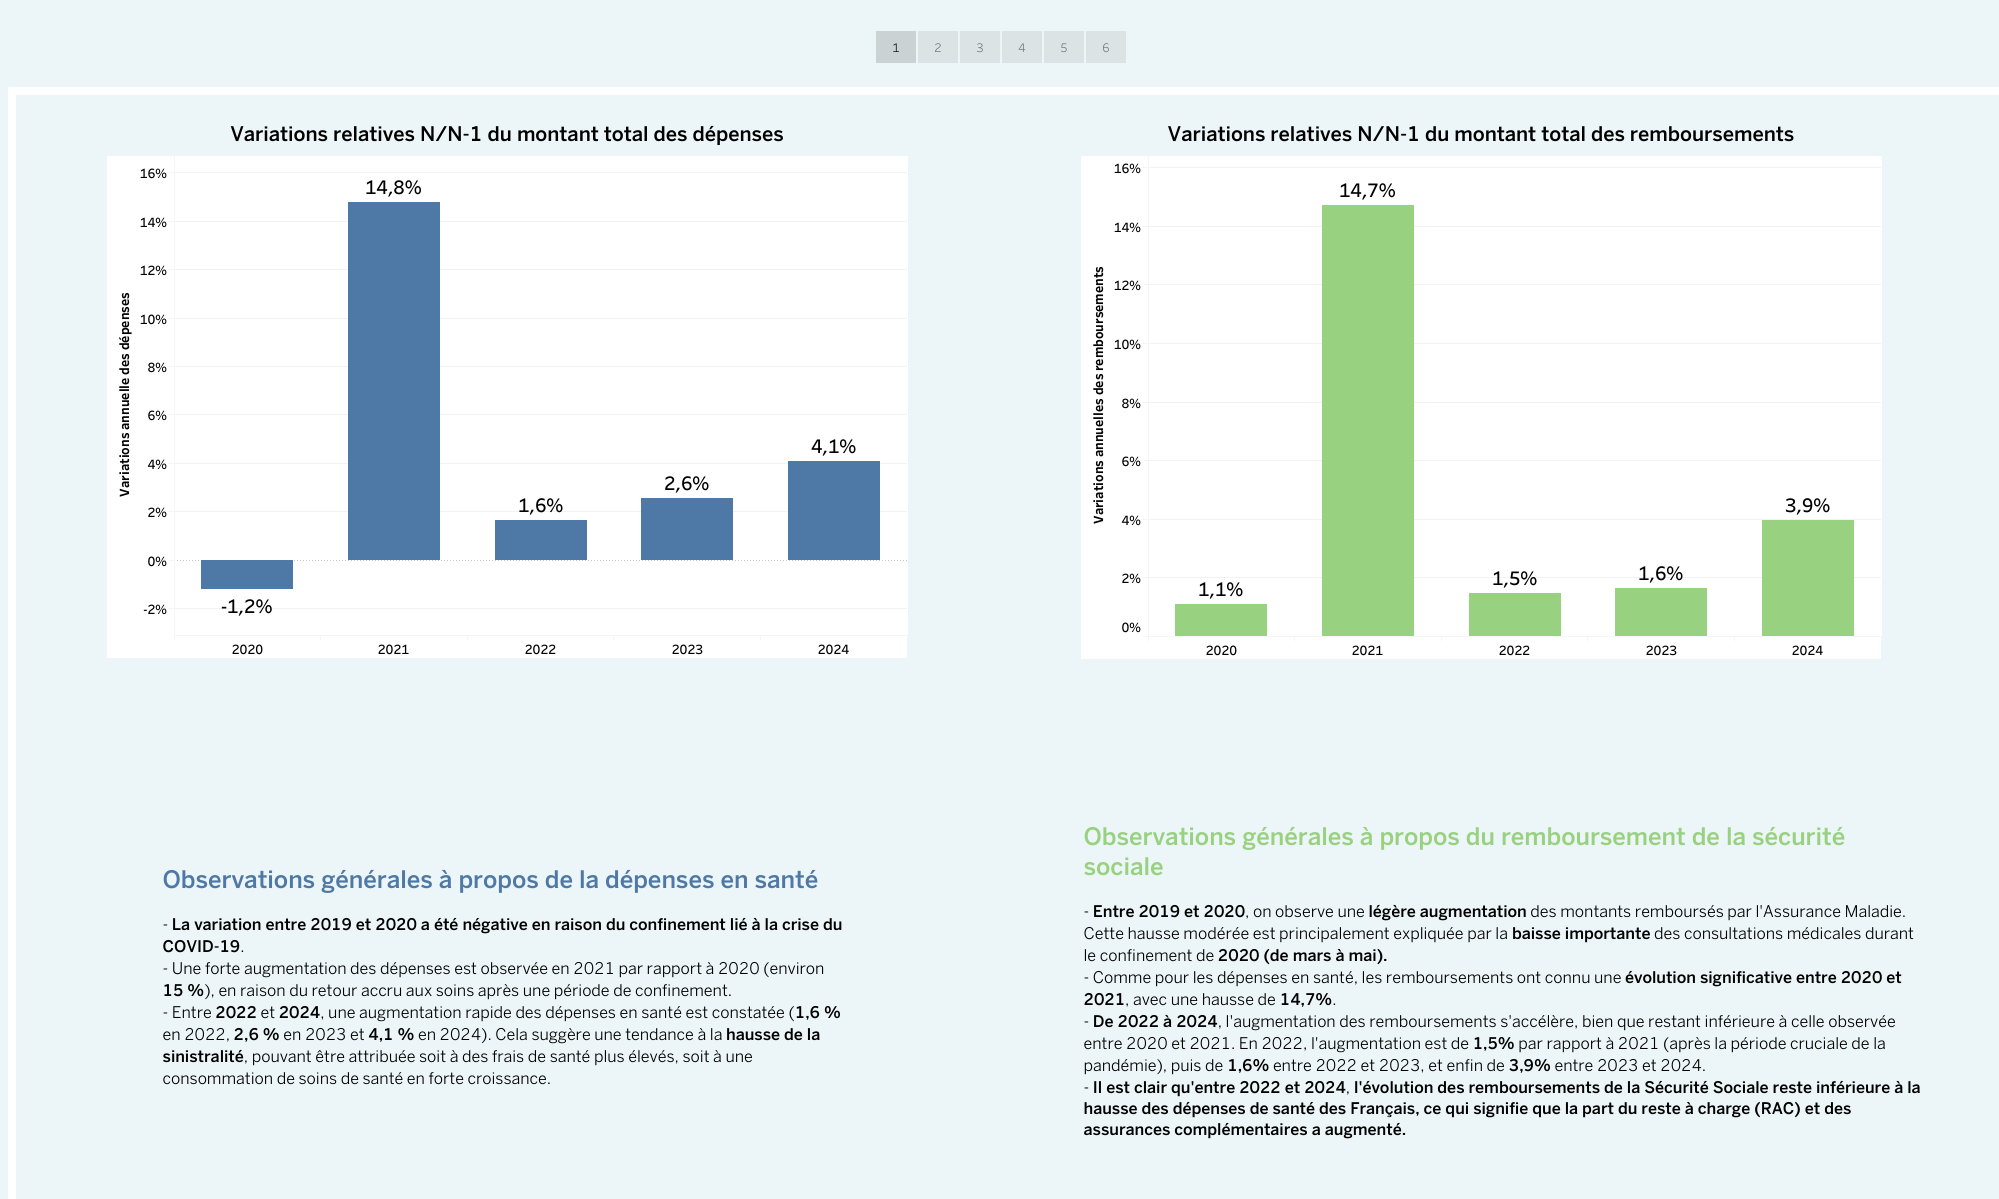 1 2 3 4 5 6
Variations relatives N/N-1 du montant total des dépenses
Variations annuelle des dépenses
16%
14%
12%
10%
8%
6%
4%
2%
0%
-2%
-1,2%
14,8%
1,6%
2,6%
4,1%
2020 2021 2022 2023 2024
Variations relatives N/N-1 du montant total des remboursements
Variations annuelles des remboursements
16%
14%
12%
10%
8%
6%
4%
2%
0%
1,1%
14,7%
1,5%
1,6%
3,9%
2020 2021 2022 2023 2024
Observations générales à propos de la dépenses en santé
- La variation entre 2019 et 2020 a été négative en raison du confinement lié à la crise du
COVID-19.
- Une forte augmentation des dépenses est observée en 2021 par rapport à 2020 (environ
15 %), en raison du retour accru aux soins après une période de confinement.
- Entre 2022 et 2024, une augmentation rapide des dépenses en santé est constatée (1,6 %
en 2022, 2,6 % en 2023 et 4,1 % en 2024). Cela suggère une tendance à la hausse de la
sinistralité, pouvant être attribuée soit à des frais de santé plus élevés, soit à une
consommation de soins de santé en forte croissance.
Observations générales à propos du remboursement de la sécurité
sociale
- Entre 2019 et 2020, on observe une légère augmentation des montants remboursés par l'Assurance Maladie.
Cette hausse modérée est principalement expliquée par la baisse importante des consultations médicales durant
le confinement de 2020 (de mars à mai).
- Comme pour les dépenses en santé, les remboursements ont connu une évolution significative entre 2020 et
2021, avec une hausse de 14,7%.
- De 2022 à 2024, l'augmentation des remboursements s'accélère, bien que restant inférieure à celle observée
entre 2020 et 2021. En 2022, l'augmentation est de 1,5% par rapport à 2021 (après la période cruciale de la
pandémie), puis de 1,6% entre 2022 et 2023, et enfin de 3,9% entre 2023 et 2024.
- Il est clair qu'entre 2022 et 2024, l'évolution des remboursements de la Sécurité Sociale reste inférieure à la
hausse des dépenses de santé des Français, ce qui signifie que la part du reste à charge (RAC) et des
assurances complémentaires a augmenté.